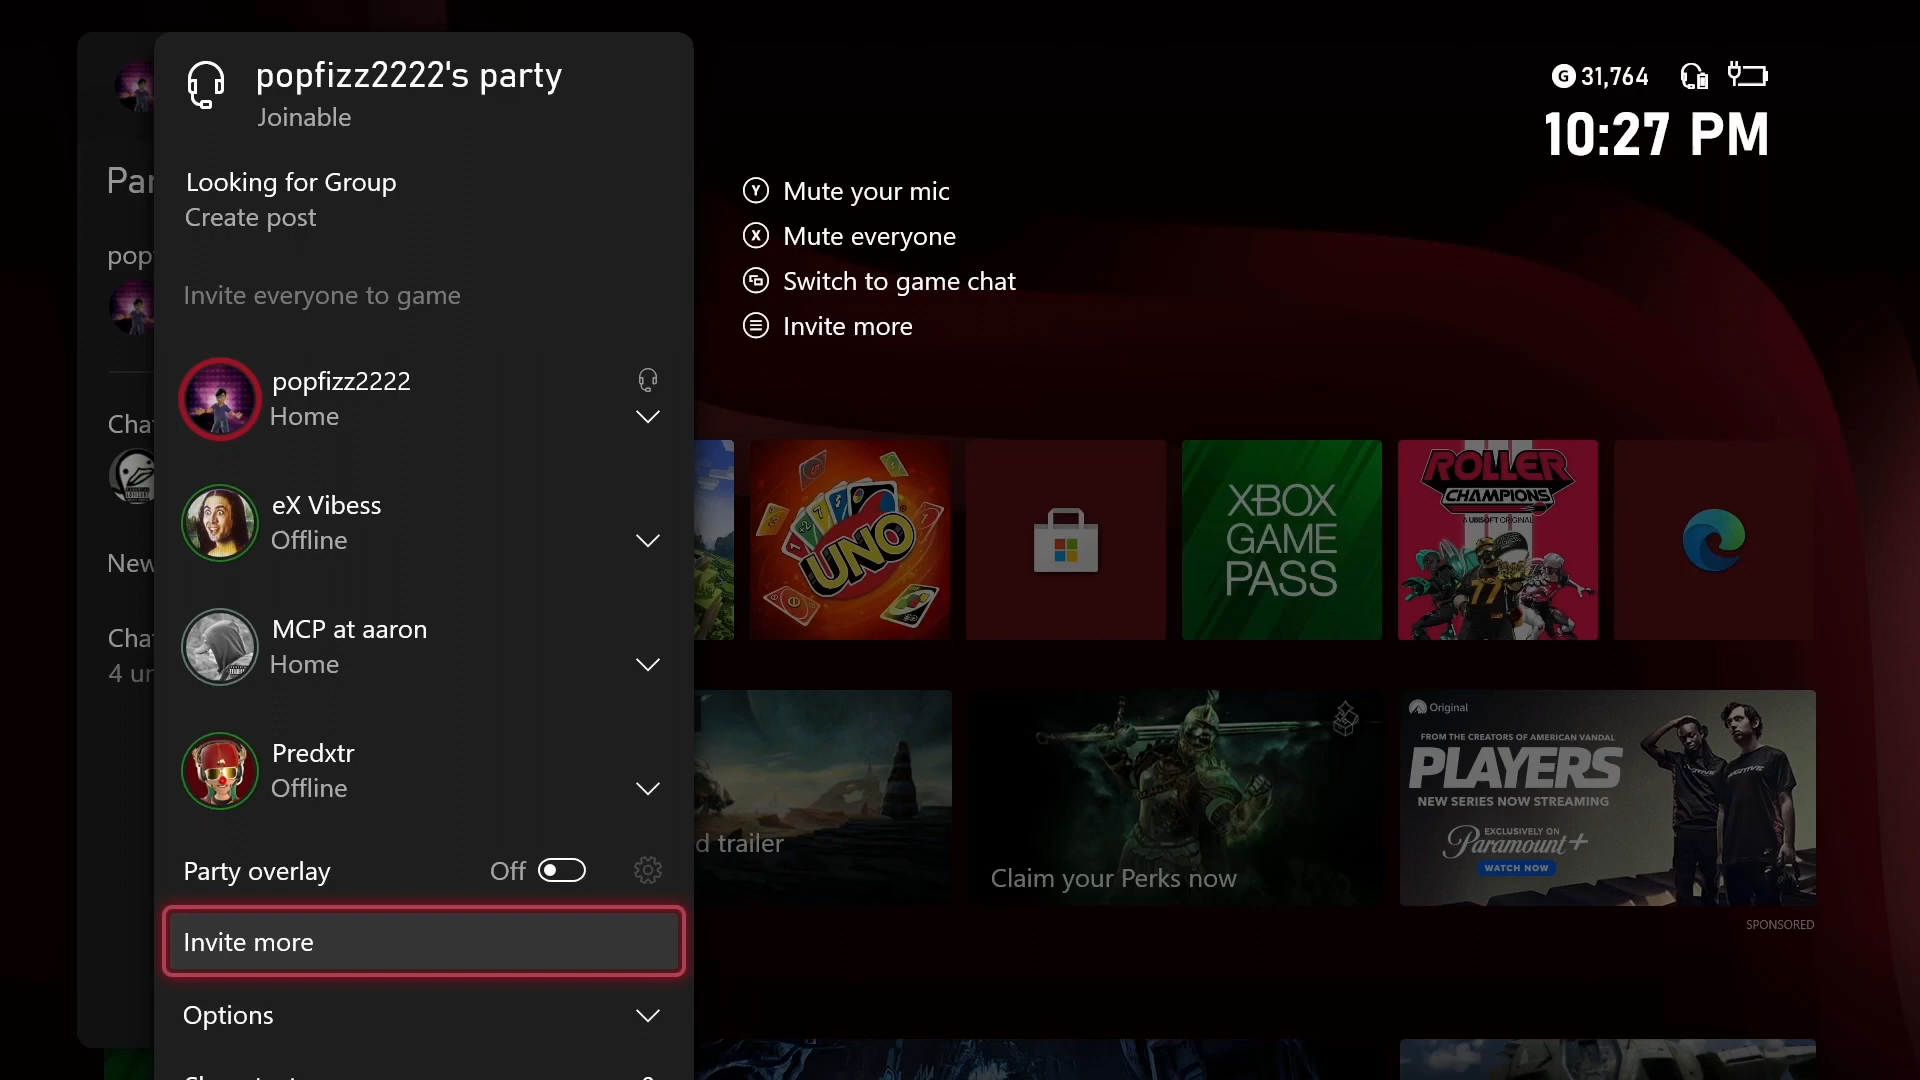 popfizz2222's party
Joinable
Looking for Group
Create post
Invite everyone to game
popfizz2222
Home
eX Vibess
Offline
MCP at aaron
Home
Predxtr
Offline
Party overlay Off
Invite more
Options
G 31,764
10:27 PM
Y Mute your mic
X Mute everyone
Switch to game chat
Invite more
UNO
XBOX
GAME
PASS
ROLLER
CHAMPIONS
A UBISOFT ORIGINAL
d trailer
Claim your Perks now
Original
FROM THE CREATORS OF AMERICAN VANDAL
PLAYERS
NEW SERIES NOW STREAMING
EXCLUSIVELY ON
Paramount+
WATCH NOW
SPONSORED